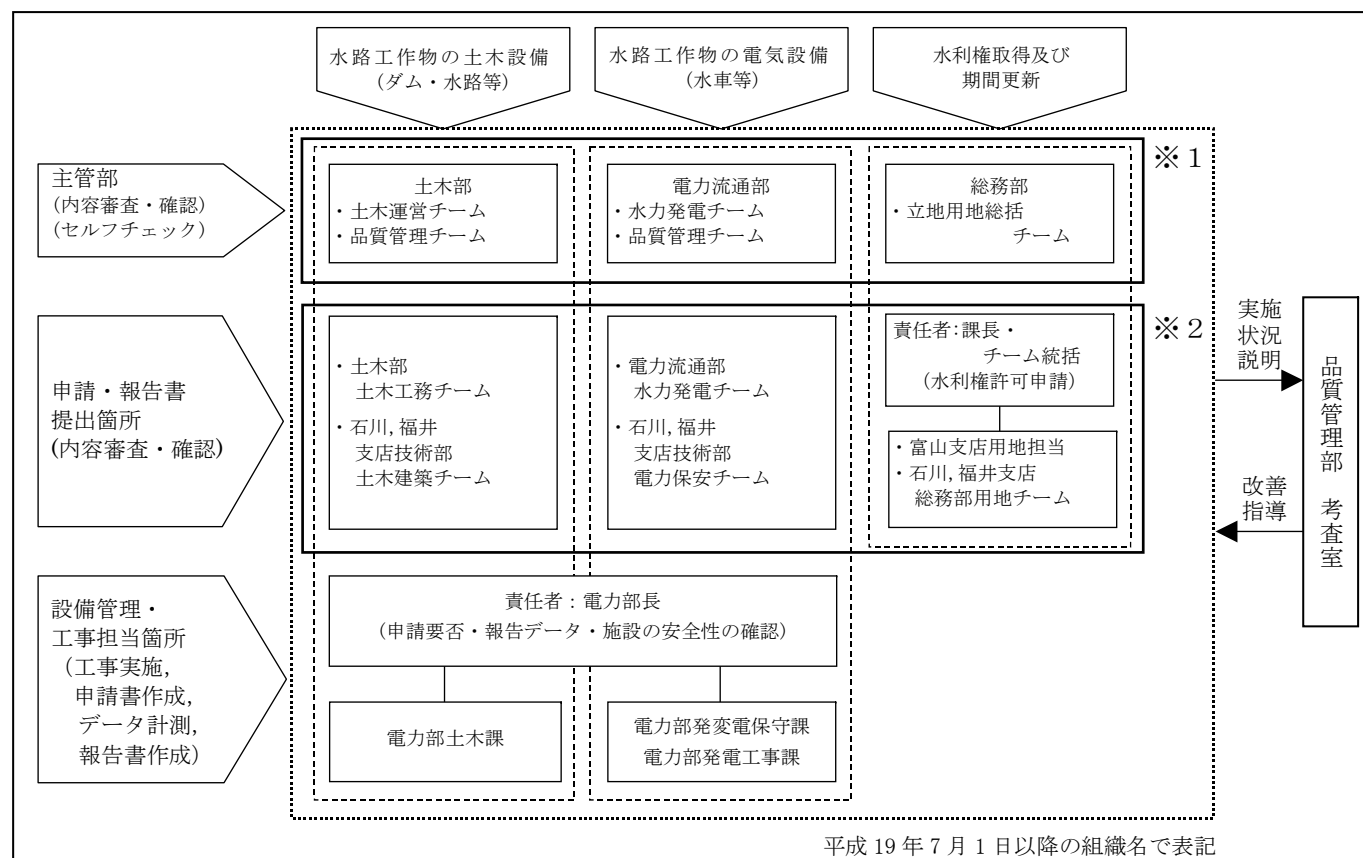 水路工作物の土木設備
(ダム・水路等)
水路工作物の電気設備
(水車等)
水利権取得及び
期間更新
※1
主管部
(内容審査・確認)
(セルフチェック)
土木部
・土木運営チーム
・品質管理チーム
電力流通部
・水力発電チーム
・品質管理チーム
総務部
・立地用地総括
チーム
※2
申請・報告書
提出箇所
(内容審査・確認)
・土木部
土木工務チーム
・石川,福井
支店技術部
土木建築チーム
・電力流通部
水力発電チーム
・石川,福井
支店技術部
電力保安チーム
責任者:課長・
チーム統括
(水利権許可申請)
・富山支店用地担当
・石川,福井支店
総務部用地チーム
実施
状況
説明
改善
指導
品質管理部 考査室
設備管理・
工事担当箇所
(工事実施,
申請書作成,
データ計測,
報告書作成)
責任者:電力部長
(申請要否・報告データ・施設の安全性の確認)
電力部土木課
電力部発変電保守課
電力部発電工事課
平成19年7月1日以降の組織名で表記